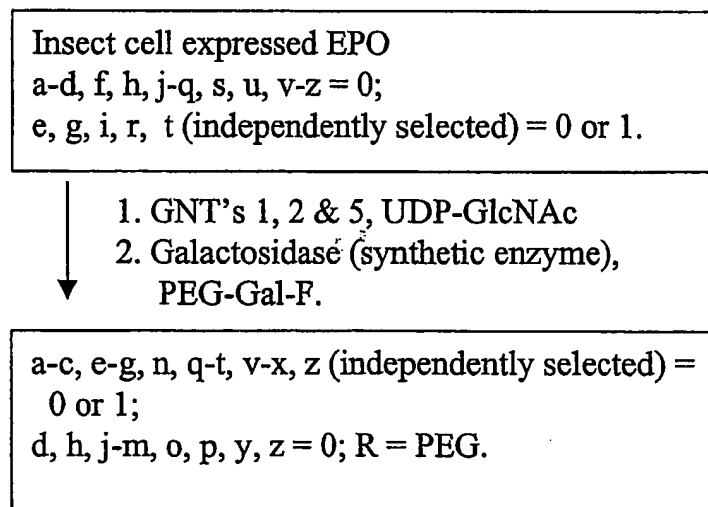 Insect cell expressed EPO
a-d, f, h, j-q, s, u, v-z = 0;
e, g, i, r, t (independently selected) = 0 or 1.
1. GNT's 1, 2 & 5, UDP-GlcNAc
2. Galactosidase (synthetic enzyme),
PEG-Gal-F.
a-c, e-g, n, q-t, v-x, z (independently selected) =
0 or 1;
d, h, j-m, o, p, y, z = 0; R = PEG.